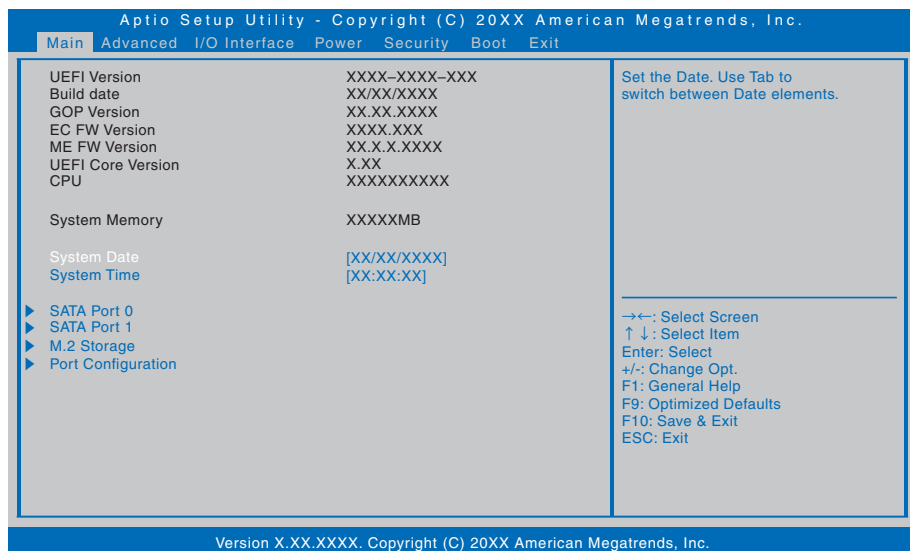 Aptio Setup Utility - Copyright (C) 20XX American Megatrends, Inc.
Main Advanced I/O Interface Power Security Boot Exit
UEFI Version XXXX–XXXX–XXX
Build date XX/XX/XXXX
GOP Version XX.XX.XXXX
EC FW Version XXXX.XXX
ME FW Version XX.X.X.XXXX
UEFI Core Version X.XX
CPU XXXXXXXXXX
System Memory XXXXXMB
System Date [XX/XX/XXXX]
System Time [XX:XX:XX]
SATA Port 0
SATA Port 1
M.2 Storage
Port Configuration
Set the Date. Use Tab to
switch between Date elements.
→←: Select Screen
↑↓: Select Item
Enter: Select
+/-: Change Opt.
F1: General Help
F9: Optimized Defaults
F10: Save & Exit
ESC: Exit
Version X.XX.XXXX. Copyright (C) 20XX American Megatrends, Inc.